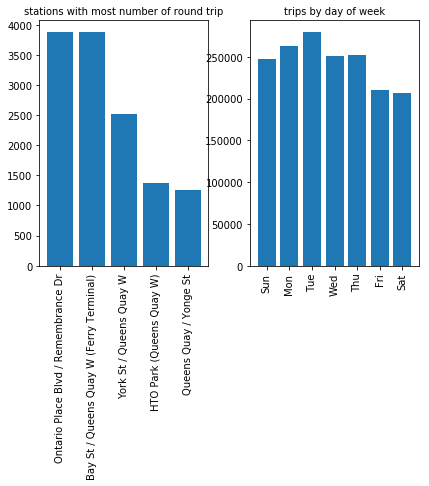 stations with most number of round trip
4000
3500
3000
2500
2000
1500
1000
500
0
Ontario Place Blvd / Remembrance Dr
Bay St / Queens Quay W (Ferry Terminal)
York St / Queens Quay W
HTO Park (Queens Quay W)
Queens Quay / Yonge St
trips by day of week
250000
200000
150000
100000
50000
0
Sun
Mon
Tue
Wed
Thu
Fri
Sat